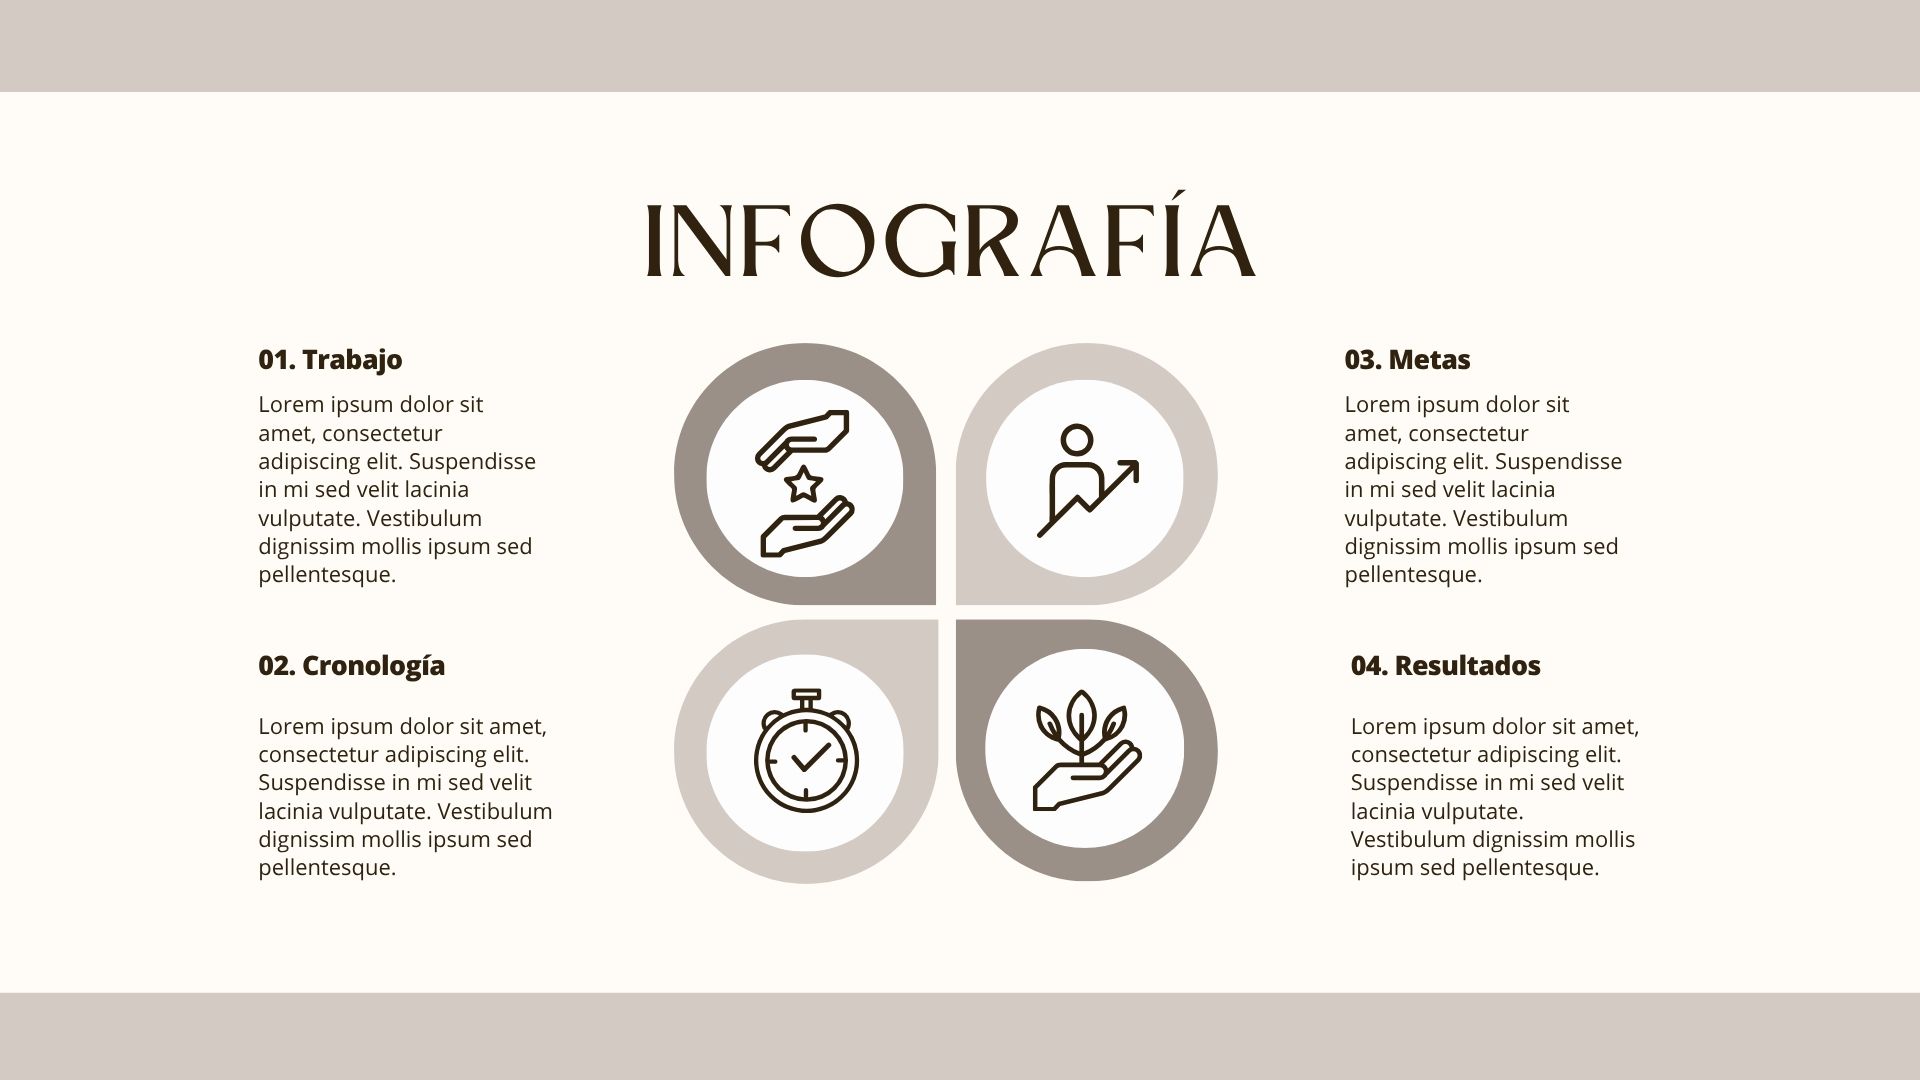 INFOGRAFÍA
01. Trabajo
Lorem ipsum dolor sit
amet, consectetur
adipiscing elit. Suspendisse
in mi sed velit lacinia
vulputate. Vestibulum
dignissim mollis ipsum sed
pellentesque.
02. Cronología
Lorem ipsum dolor sit amet,
consectetur adipiscing elit.
Suspendisse in mi sed velit
lacinia vulputate. Vestibulum
dignissim mollis ipsum sed
pellentesque.
03. Metas
Lorem ipsum dolor sit
amet, consectetur
adipiscing elit. Suspendisse
in mi sed velit lacinia
vulputate. Vestibulum
dignissim mollis ipsum sed
pellentesque.
04. Resultados
Lorem ipsum dolor sit amet,
consectetur adipiscing elit.
Suspendisse in mi sed velit
lacinia vulputate.
Vestibulum dignissim mollis
ipsum sed pellentesque.